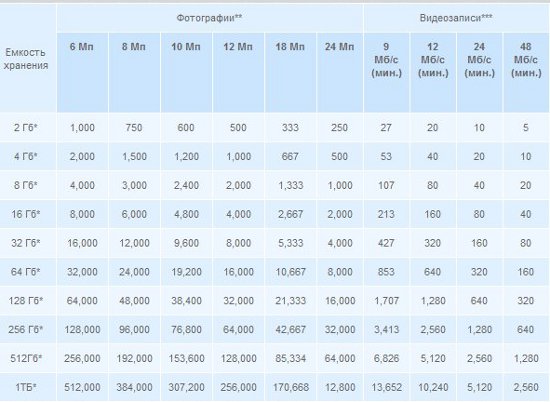 Фотографии** Видеозаписи***
Емкость хранения 6 Мп 8 Мп 10 Мп 12 Мп 18 Мп 24 Мп 9 Мб/с (мин.) 12 Мб/с (мин.) 24 Мб/с (мин.) 48 Мб/с (мин.)
2 Гб* 1,000 750 600 500 333 250 27 20 10 5
4 Гб* 2,000 1,500 1,200 1,000 667 500 53 40 20 10
8 Гб* 4,000 3,000 2,400 2,000 1,333 1,000 107 80 40 20
16 Гб* 8,000 6,000 4,800 4,000 2,667 2,000 213 160 80 40
32 Гб* 16,000 12,000 9,600 8,000 5,333 4,000 427 320 160 80
64 Гб* 32,000 24,000 19,200 16,000 10,667 8,000 853 640 320 160
128 Гб* 64,000 48,000 38,400 32,000 21,333 16,000 1,707 1,280 640 320
256 Гб* 128,000 96,000 76,800 64,000 42,667 32,000 3,413 2,560 1,280 640
512Гб* 256,000 192,000 153,600 128,000 85,334 64,000 6,826 5,120 2,560 1,280
1ТБ* 512,000 384,000 307,200 256,000 170,668 12,800 13,652 10,240 5,120 2,560